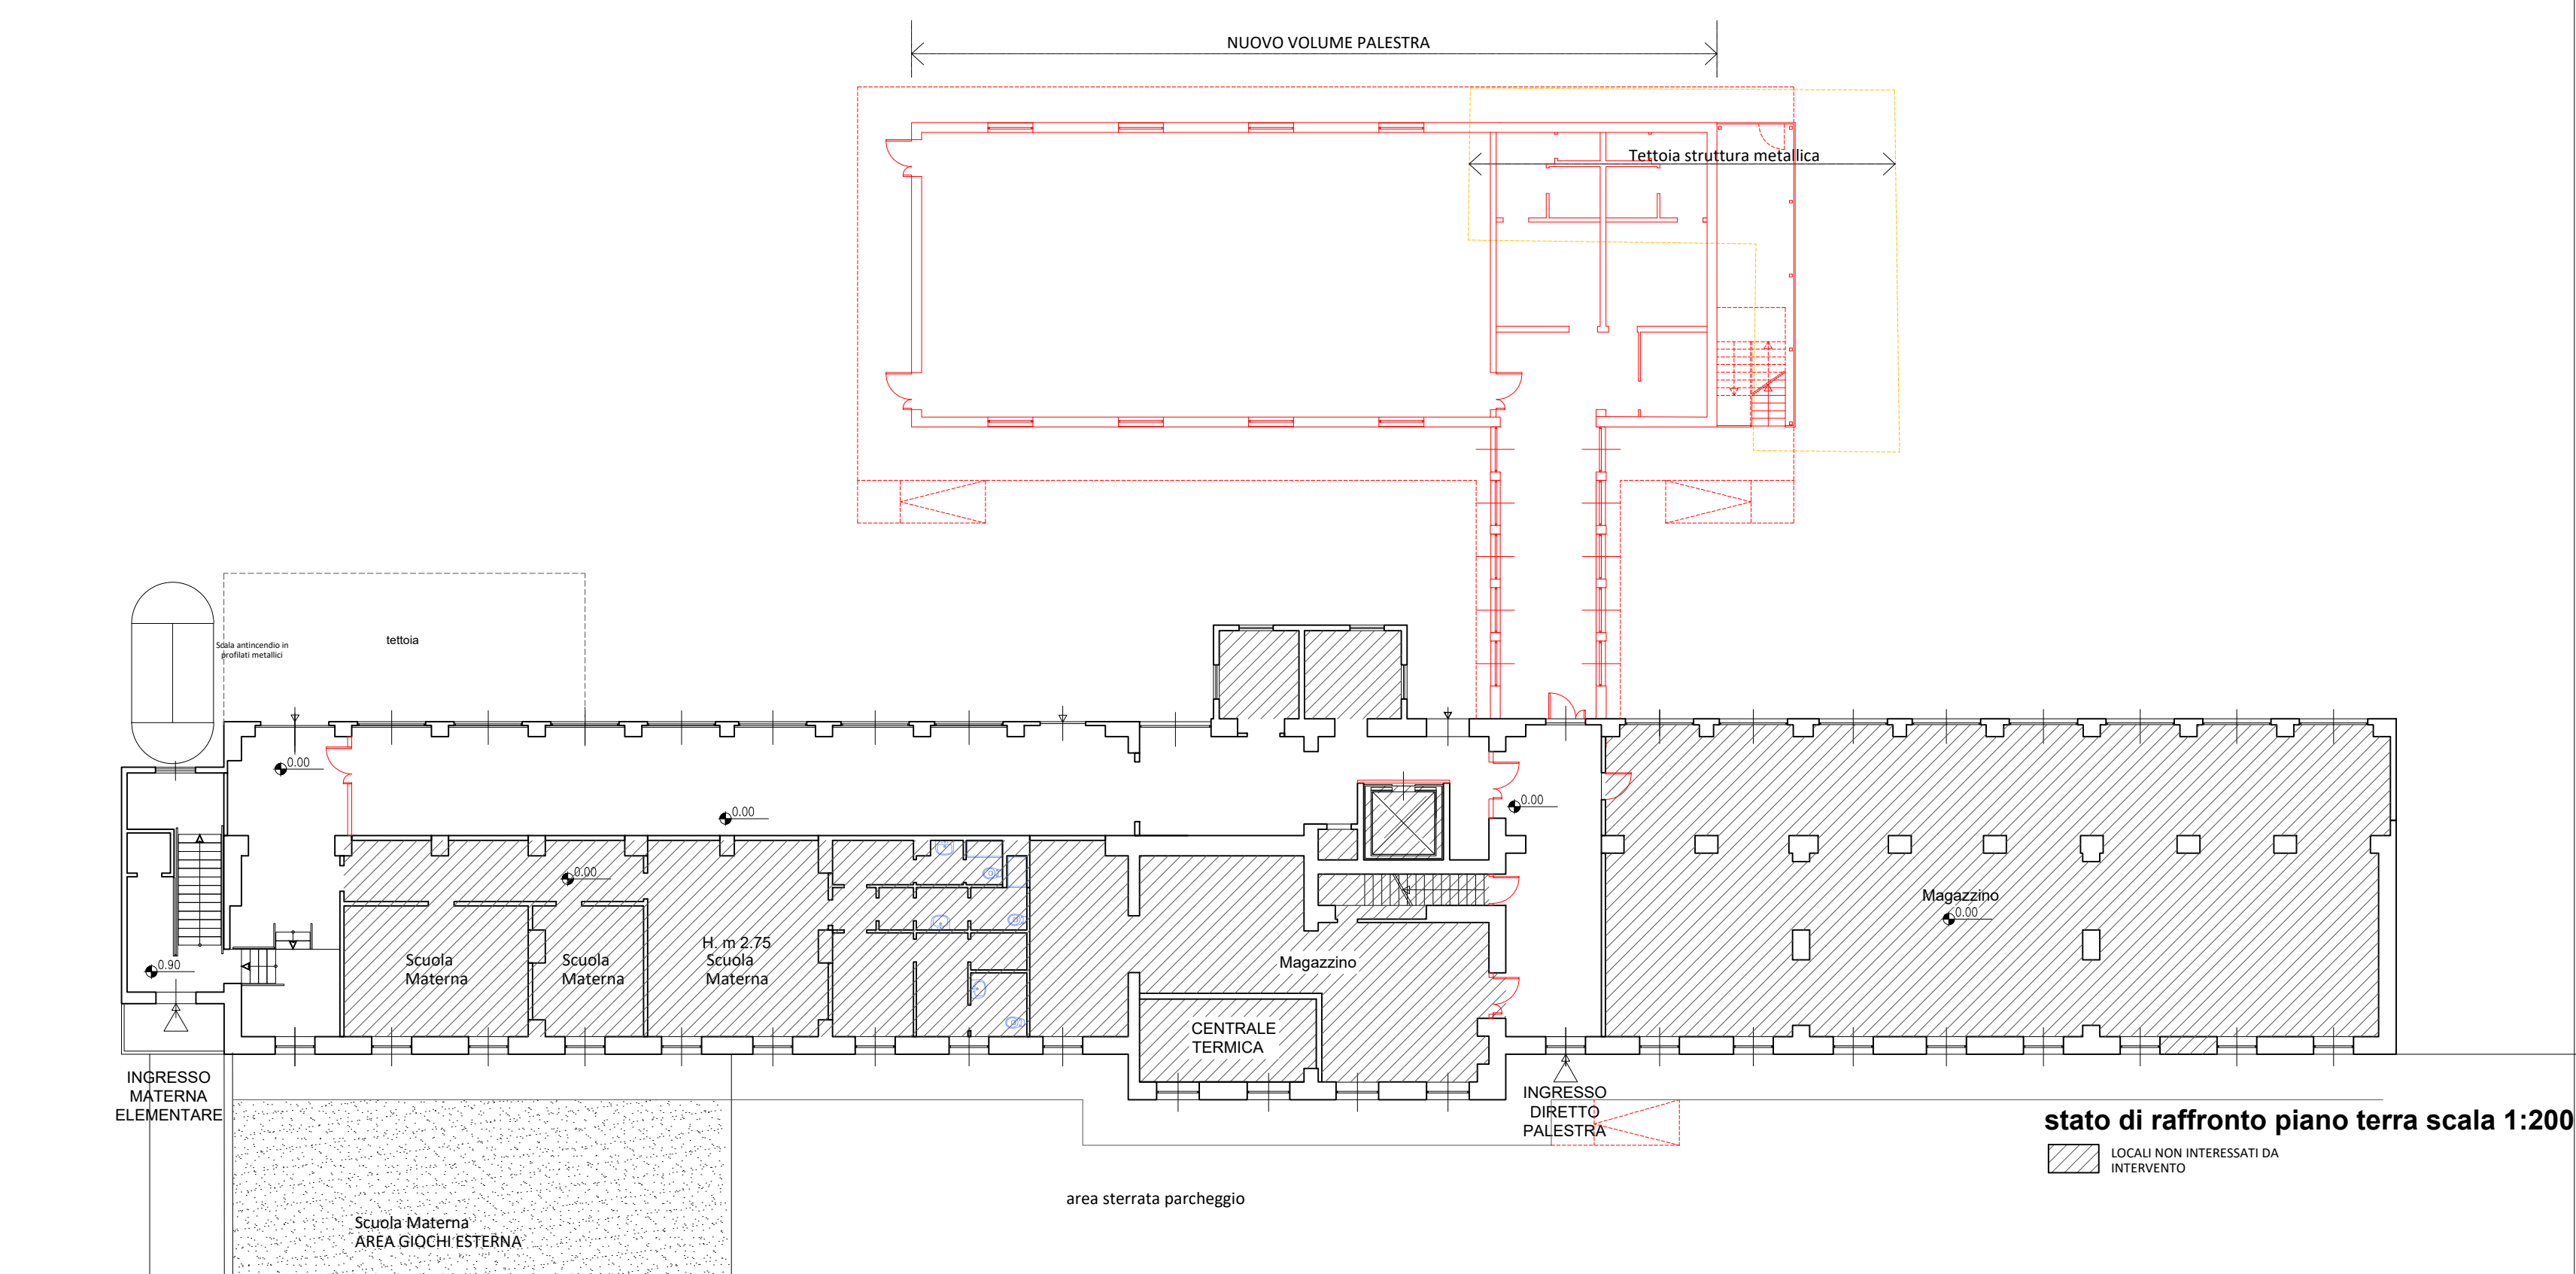 NUOVO VOLUME PALESTRA
Tettoia struttura metallica
Scala antincendio in
profilati metallici
tettoia
0.00
0.00
0.00
0.00
Magazzino
0.00
0.90
Scuola
Materna
Scuola
Materna
H. m 2.75
Scuola
Materna
Magazzino
CENTRALE
TERMICA
INGRESSO
MATERNA
ELEMENTARE
INGRESSO
DIRETTO
PALESTRA
stato di raffronto piano terra scala 1:200
LOCALI NON INTERESSATI DA
INTERVENTO
area sterrata parcheggio
Scuola Materna
AREA GIOCHI ESTERNA